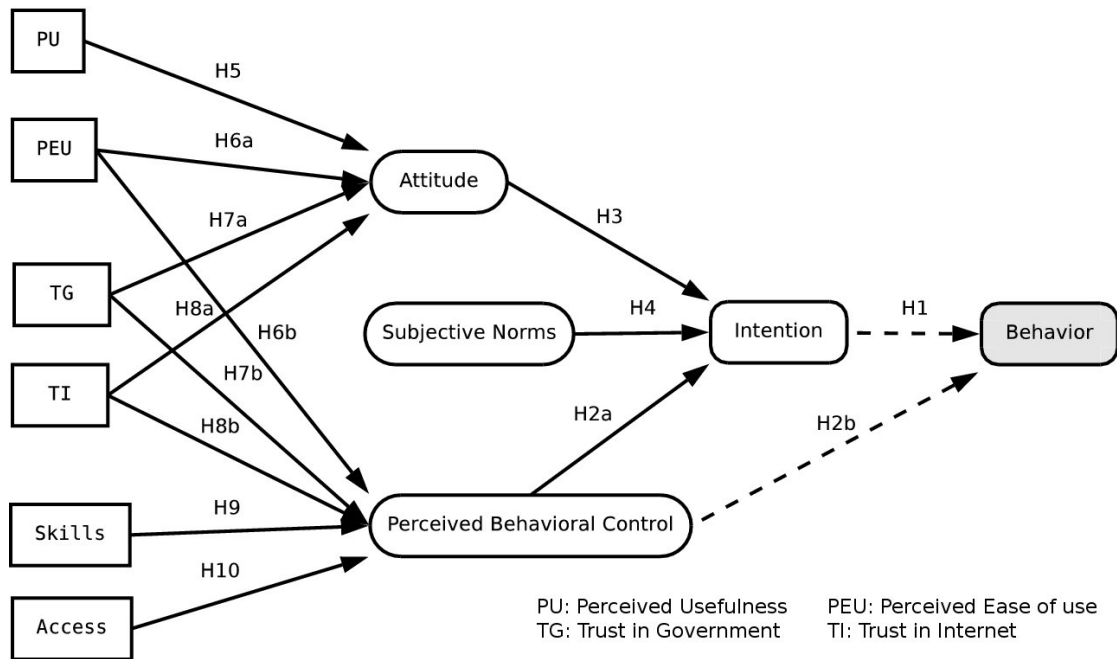 PU
H5
PEU
H6a
Attitude
H7a
H3
TG
H8a
H6b
Subjective Norms
H4
Intention
H1
Behavior
H7b
TI
H8b
H2a
H2b
Skills
H9
Perceived Behavioral Control
H10
Access
PU: Perceived Usefulness PEU: Perceived Ease of use
TG: Trust in Government TI: Trust in Internet